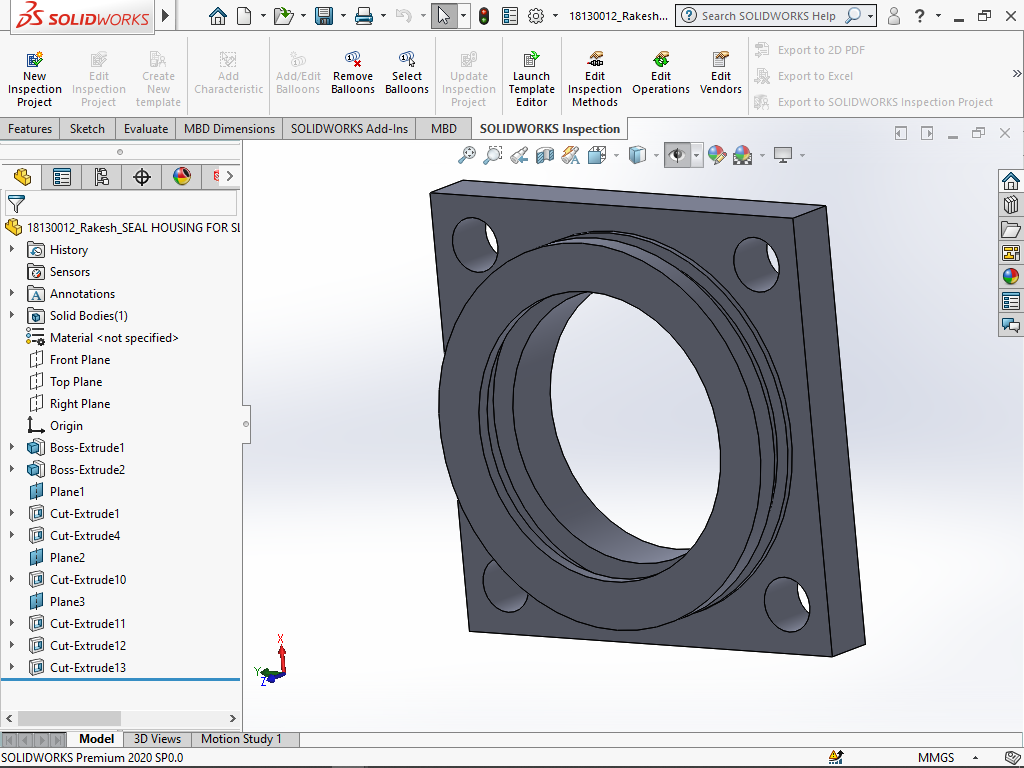 SOLIDWORKS
18130012_Rakesh...
Search SOLIDWORKS Help
New Inspection Project
Edit Inspection Project
Create New template
Add Characteristic
Add/Edit Balloons
Remove Balloons
Select Balloons
Update Inspection Project
Launch Template Editor
Edit Inspection Methods
Edit Operations
Edit Vendors
Export to 2D PDF
Export to Excel
Export to SOLIDWORKS Inspection Project
Features
Sketch
Evaluate
MBD Dimensions
SOLIDWORKS Add-Ins
MBD
SOLIDWORKS Inspection
18130012_Rakesh_SEAL HOUSING FOR SL
History
Sensors
Annotations
Solid Bodies(1)
Material <not specified>
Front Plane
Top Plane
Right Plane
Origin
Boss-Extrude1
Boss-Extrude2
Plane1
Cut-Extrude1
Cut-Extrude4
Plane2
Cut-Extrude10
Plane3
Cut-Extrude11
Cut-Extrude12
Cut-Extrude13
X
Y
Z
Model
3D Views
Motion Study 1
SOLIDWORKS Premium 2020 SP0.0
MMGS